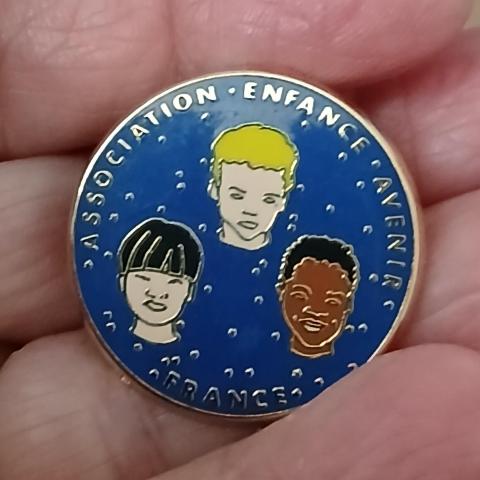 ASSOCIATION · ENFANCE · AVENIR
· FRANCE ·